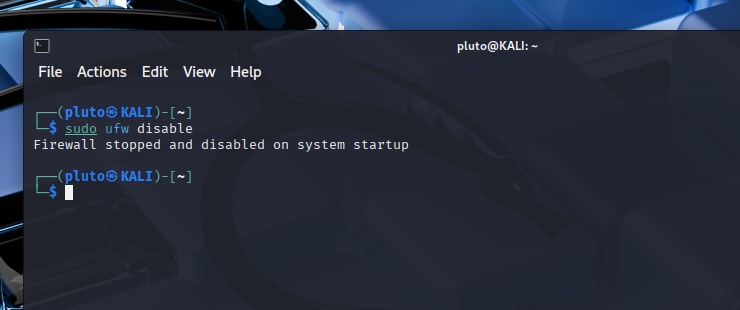 pluto@KALI: ~
File Actions Edit View Help
┌──(pluto㉿KALI)-[~]
└─$ sudo ufw disable
Firewall stopped and disabled on system startup
┌──(pluto㉿KALI)-[~]
└─$